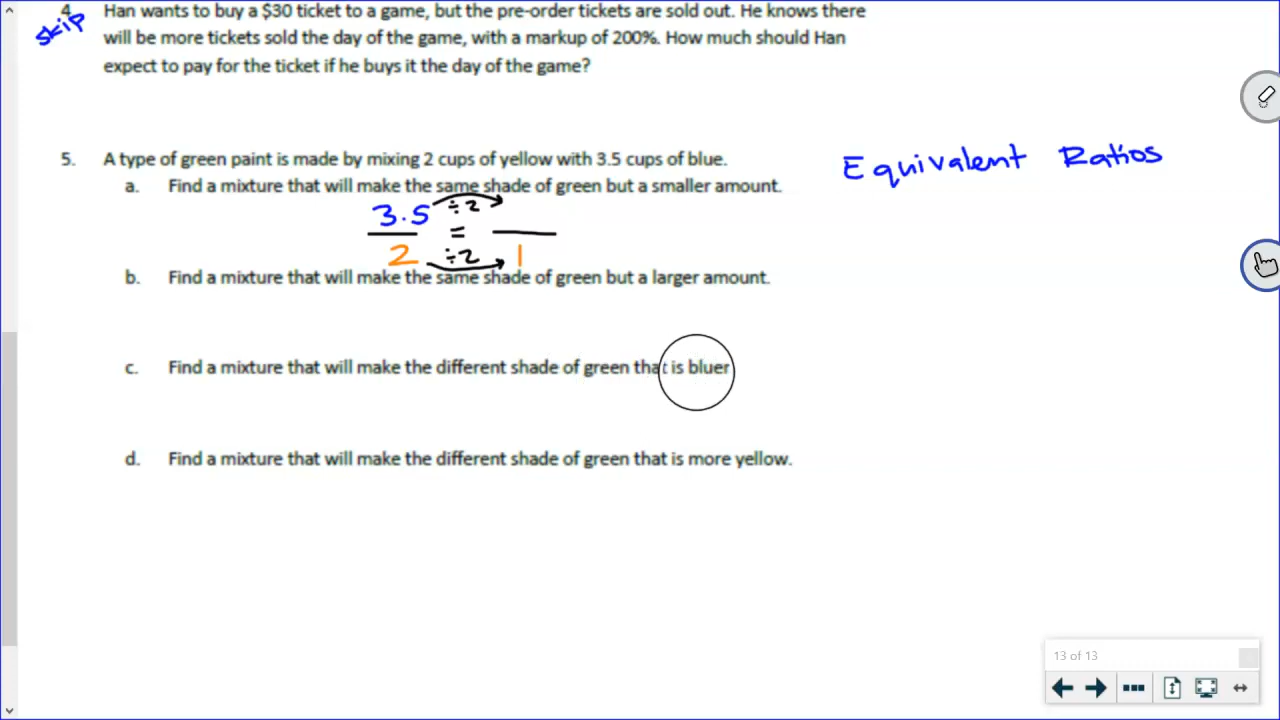 4. Han wants to buy a $30 ticket to a game, but the pre-order tickets are sold out. He knows there
skip
will be more tickets sold the day of the game, with a markup of 200%. How much should Han
expect to pay for the ticket if he buys it the day of the game?
5. A type of green paint is made by mixing 2 cups of yellow with 3.5 cups of blue.
Equivalent Ratios
a. Find a mixture that will make the same shade of green but a smaller amount.
3.5 ÷2
=
2 ÷2 1
b. Find a mixture that will make the same shade of green but a larger amount.
c. Find a mixture that will make the different shade of green that is bluer
d. Find a mixture that will make the different shade of green that is more yellow.
13 of 13